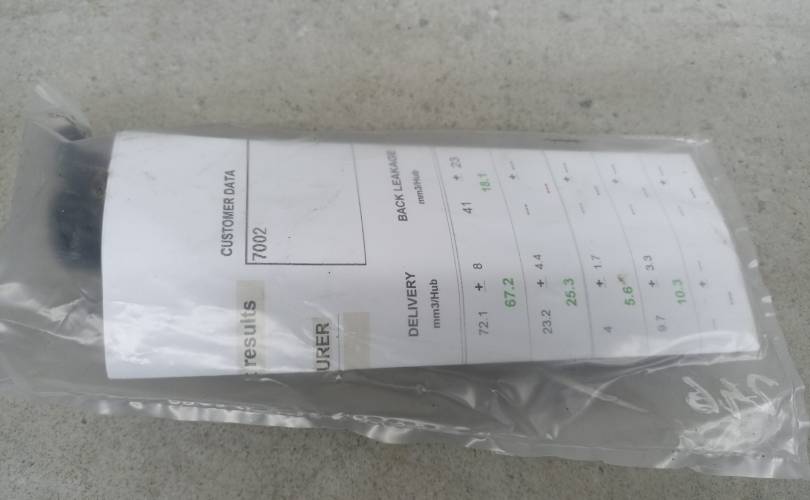 CUSTOMER DATA
7002
results
URER
DELIVERY BACK LEAKAGE
mm3/Hub mm3/Hub
72.1 ± 8 41 ± 23
67.2 18.1
23.2 ± 4.4 --- ± ---
25.3 ---
4 ± 1.7 --- ± ---
5.6 ---
9.7 ± 3.3 --- ± ---
10.3 ---
--- ± --- --- ± ---
--- ---